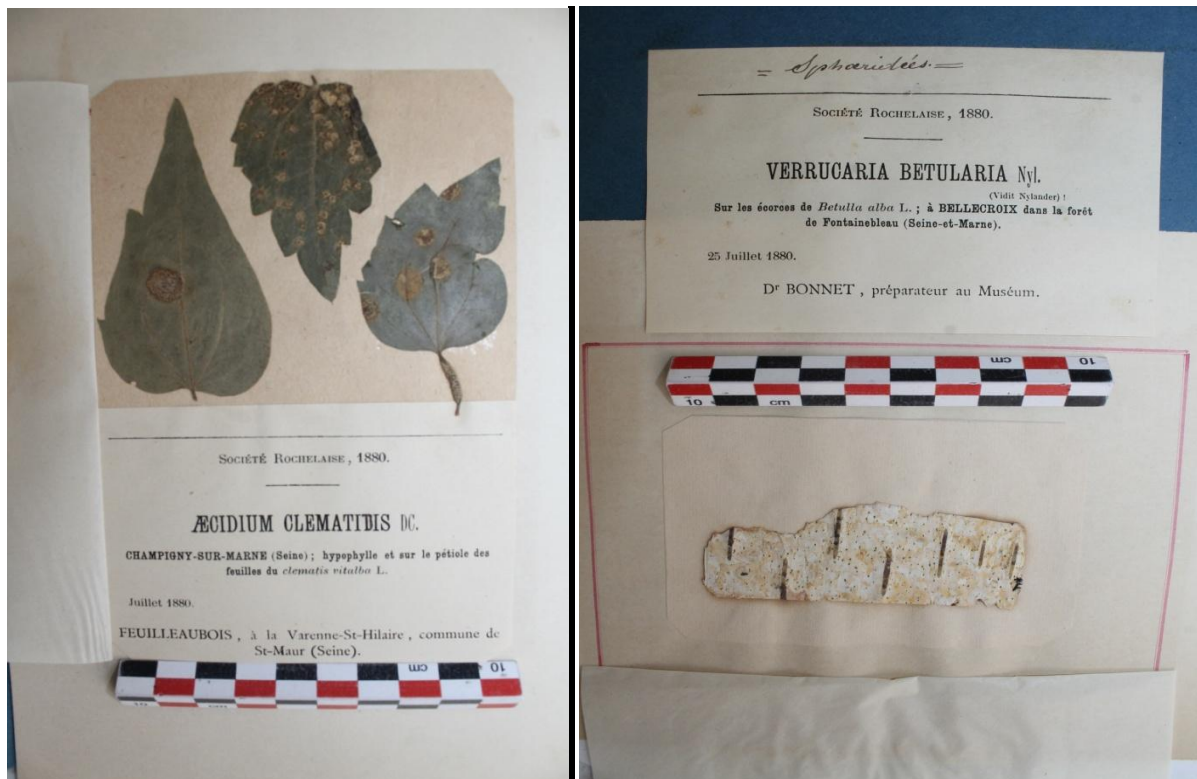 SOCIÉTÉ ROCHELAISE, 1880.
ÆCIDIUM CLEMATIDIS DC.
CHAMPIGNY-SUR-MARNE (Seine); hypophylle et sur le pétiole des
feuilles du clematis vitalba L.
Juillet 1880.
FEUILLEAUBOIS, à la Varenne-St-Hilaire, commune de
St-Maur (Seine).
cm 10
10 cm
= Sphæriées. =
SOCIÉTÉ ROCHELAISE, 1880.
VERRUCARIA BETULARIA Nyl.
(Vidit Nylander) !
Sur les écorces de Betulla alba L.; à BELLECROIX dans la forêt
de Fontainebleau (Seine-et-Marne).
25 Juillet 1880.
Dr BONNET, préparateur au Muséum.
cm 10
10 cm